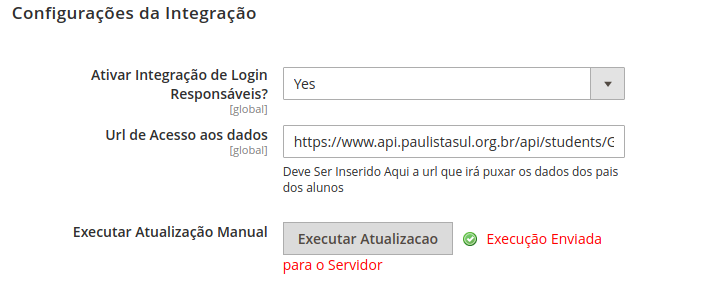 Configurações da Integração
Ativar Integração de Login
Responsáveis?
[global]
Yes
Url de Acesso aos dados
[global]
https://www.api.paulistasul.org.br/api/students/G
Deve Ser Inserido Aqui a url que irá puxar os dados dos pais
dos alunos
Executar Atualização Manual
Executar Atualizacao
Execução Enviada
para o Servidor